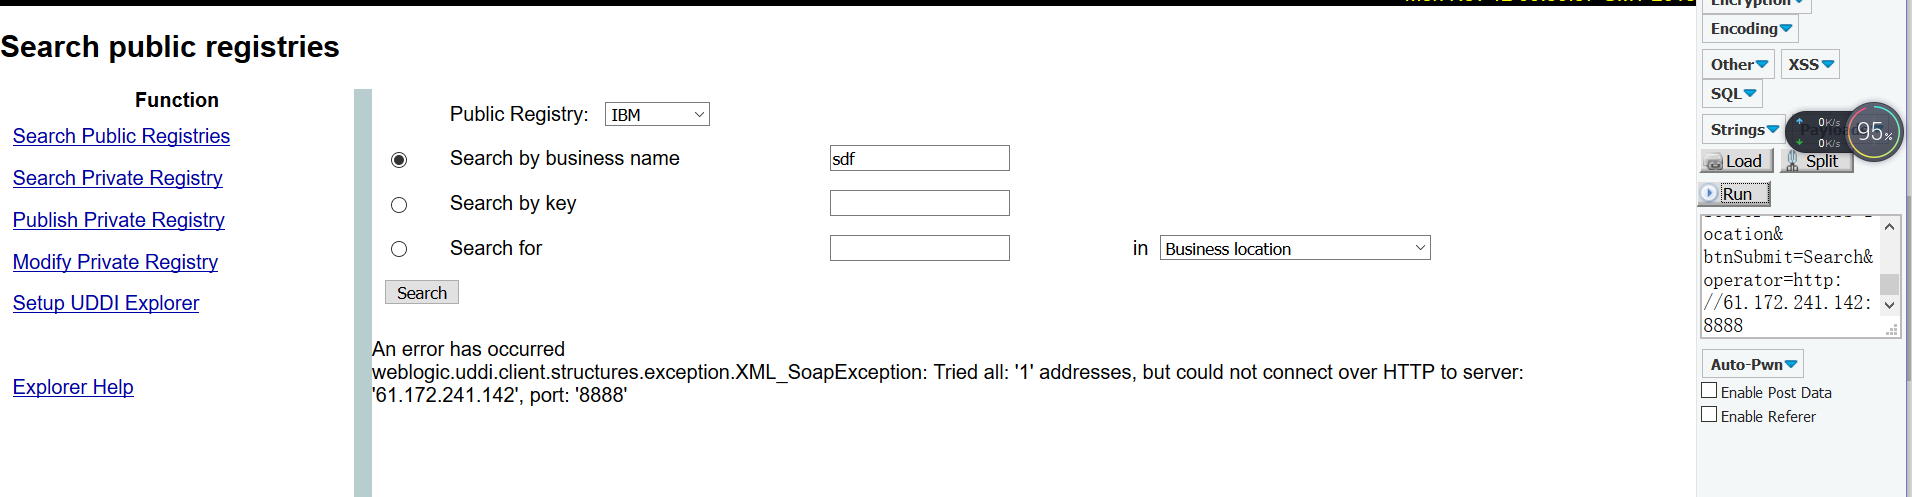 Search public registries
Function
Search Public Registries
Search Private Registry
Publish Private Registry
Modify Private Registry
Setup UDDI Explorer
Explorer Help
Public Registry: IBM
Search by business name sdf
Search by key
Search for in Business location
Search
An error has occurred
weblogic.uddi.client.structures.exception.XML_SoapException: Tried all: '1' addresses, but could not connect over HTTP to server:
'61.172.241.142', port: '8888'
Encryption
Encoding
Other XSS
SQL
Strings
0K/s
0K/s
95%
Load Split
Run
ocation&
btnSubmit=Search&
operator=http:
//61.172.241.142:
8888
Auto-Pwn
Enable Post Data
Enable Referer